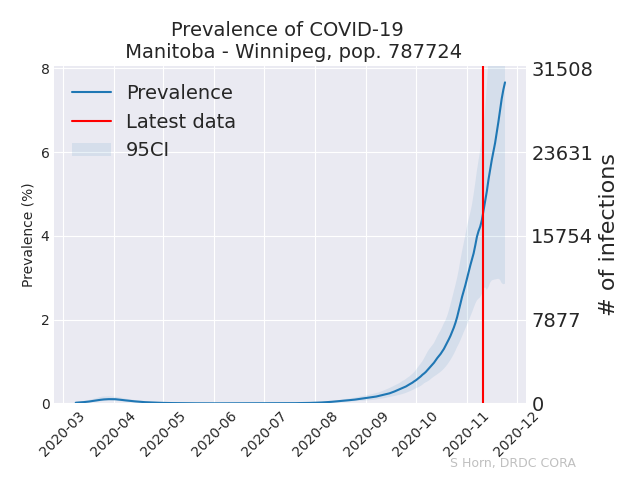 Prevalence of COVID-19
Manitoba - Winnipeg, pop. 787724
Prevalence
Latest data
95CI
8
6
4
2
0
Prevalence (%)
31508
23631
15754
7877
0
# of infections
2020-03
2020-04
2020-05
2020-06
2020-07
2020-08
2020-09
2020-10
2020-11
2020-12
S Horn, DRDC CORA